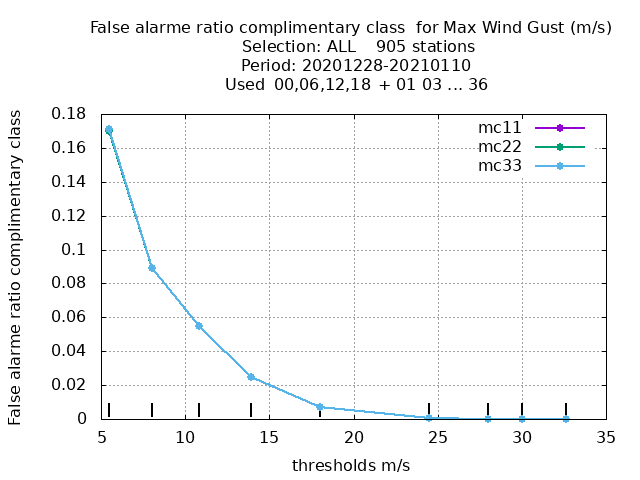 False alarme ratio complimentary class  for Max Wind Gust (m/s)
Selection: ALL    905 stations
Period: 20201228-20210110
Used  00,06,12,18 + 01 03 ... 36
False alarme ratio complimentary class
0.18
0.16
0.14
0.12
0.1
0.08
0.06
0.04
0.02
0
mc11
mc22
mc33
5 10 15 20 25 30 35
thresholds m/s